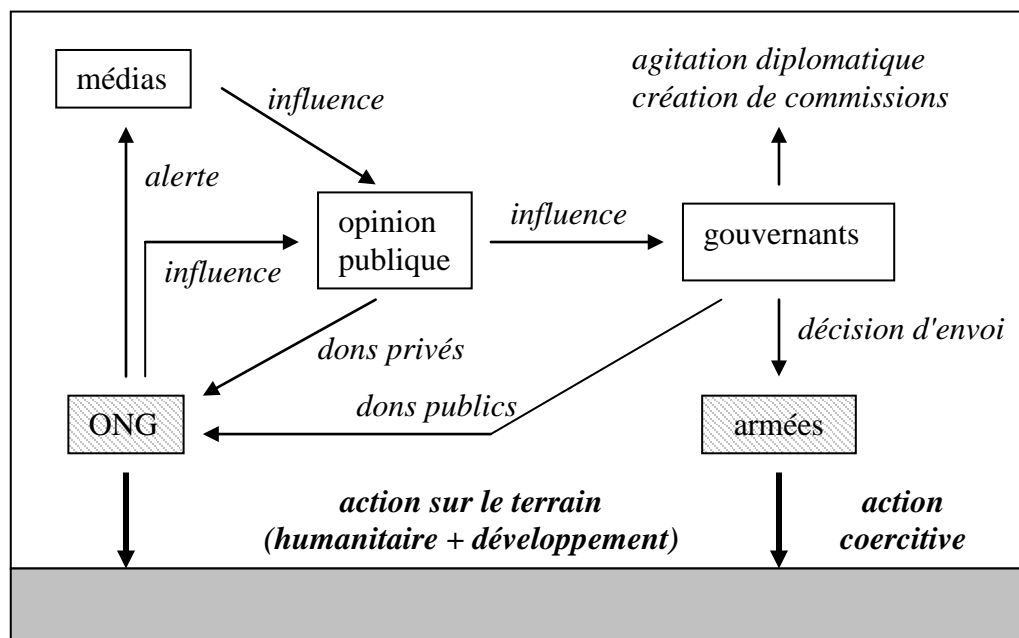 médias
influence
agitation diplomatique
création de commissions
alerte
opinion
publique
influence
gouvernants
influence
dons privés
décision d'envoi
ONG
dons publics
armées
action sur le terrain
(humanitaire + développement)
action
coercitive